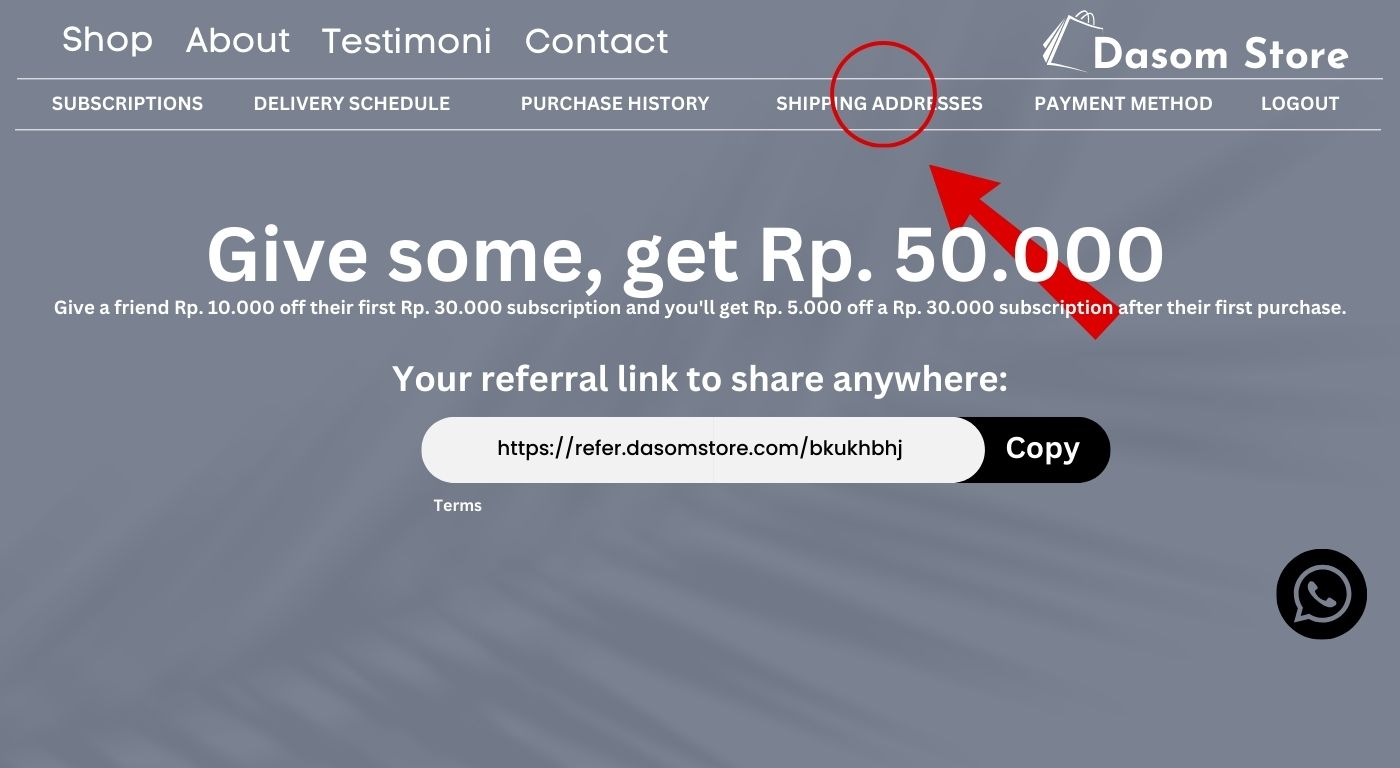 Shop About Testimoni Contact
Dasom Store
SUBSCRIPTIONS DELIVERY SCHEDULE PURCHASE HISTORY SHIPPING ADDRESSES PAYMENT METHOD LOGOUT
Give some, get Rp. 50.000
Give a friend Rp. 10.000 off their first Rp. 30.000 subscription and you'll get Rp. 5.000 off a Rp. 30.000 subscription after their first purchase.
Your referral link to share anywhere:
https://refer.dasomstore.com/bkukhbhj Copy
Terms